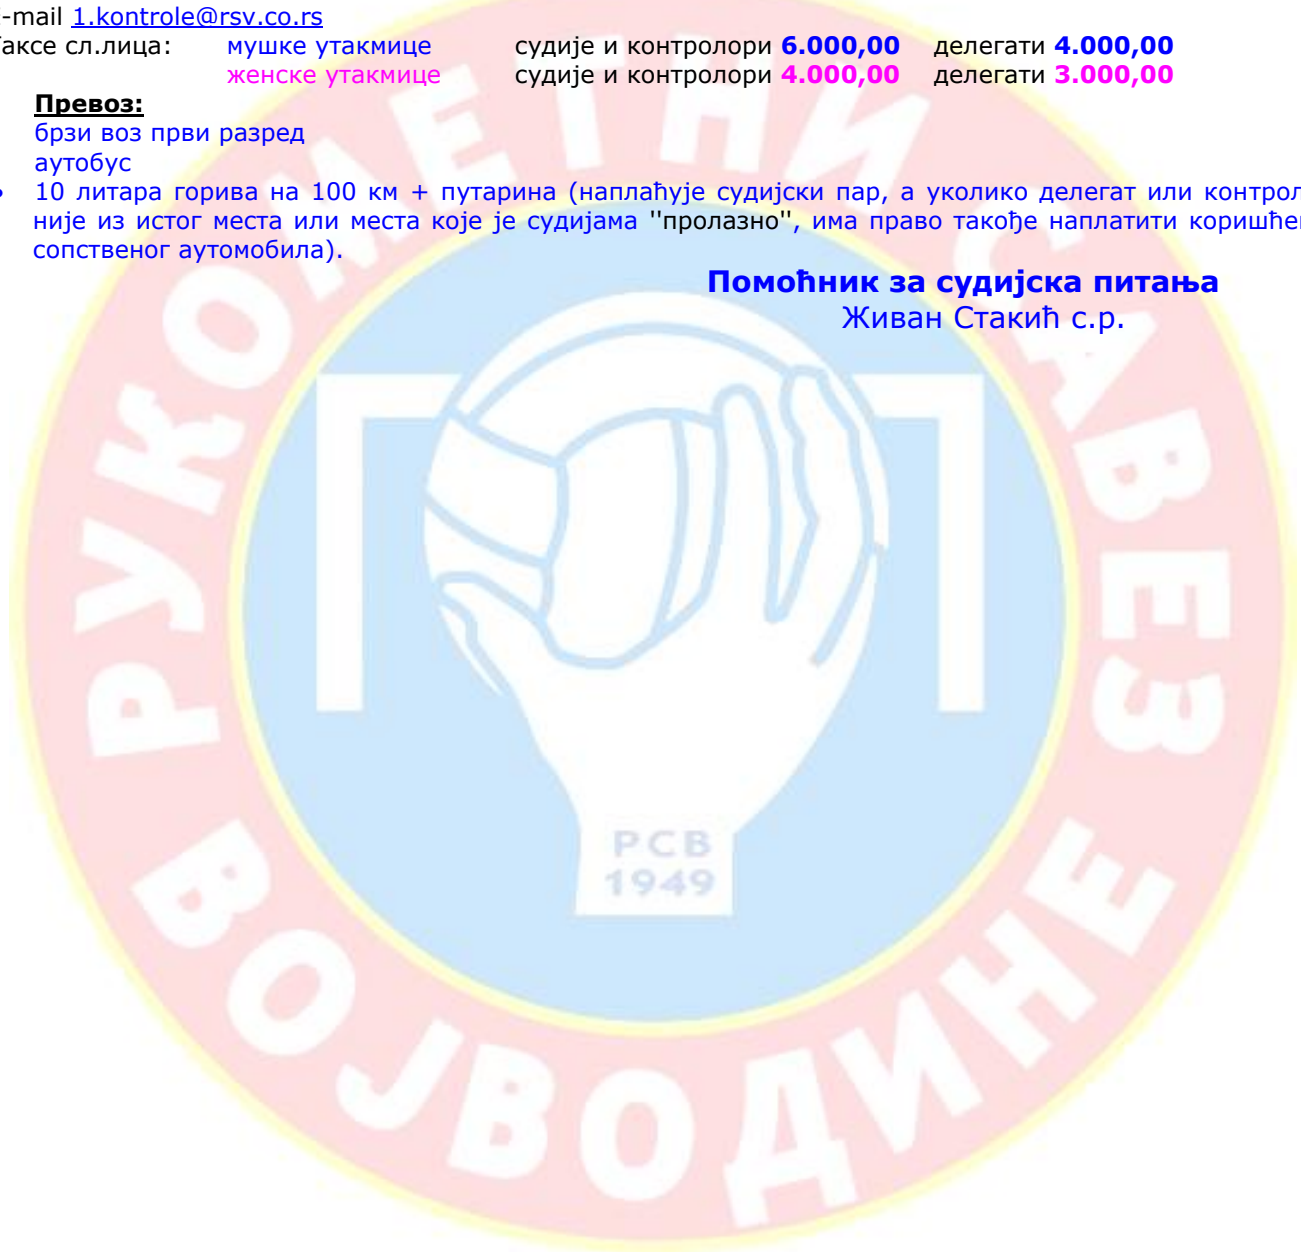 -mail 1.kontrole@rsv.co.rs
аксе сл.лица: мушке утакмице судије и контролори 6.000,00 делегати 4.000,00
женске утакмице судије и контролори 4.000,00 делегати 3.000,00
Превоз:
брзи воз први разред
аутобус
• 10 литара горива на 100 км + путарина (наплаћује судијски пар, а уколико делегат или контрол
није из истог места или места које је судијама ''пролазно'', има право такође наплатити коришће
сопственог аутомобила).
Помоћник за судијска питања
Живан Стакић с.р.
РУКОМЕТНИ САВЕЗ
РСВ
1949
ВОЈВОДИНЕ